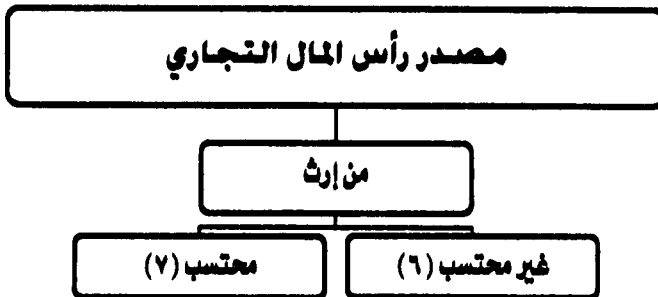 مصدر رأس المال التجاري
من إرث
غير محتسب (٦)
محتسب (٧)